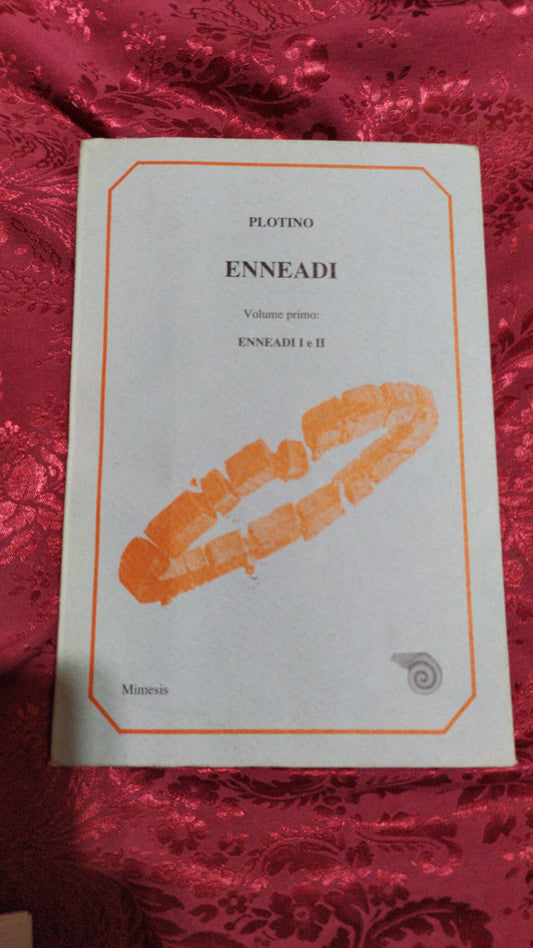 PLOTINO
ENNEADI
Volume primo:
ENNEADI I e II
Mimesis